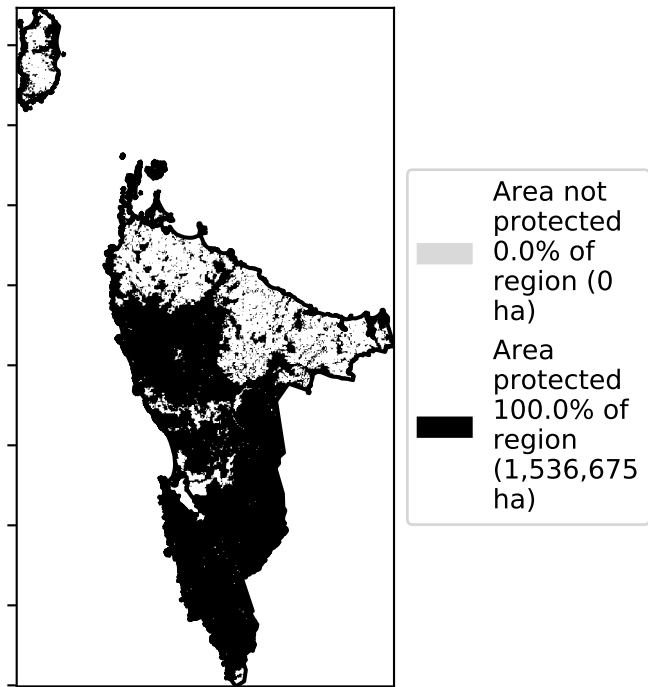 Area not
protected
0.0% of
region (0
ha)
Area
protected
100.0% of
region
(1,536,675
ha)